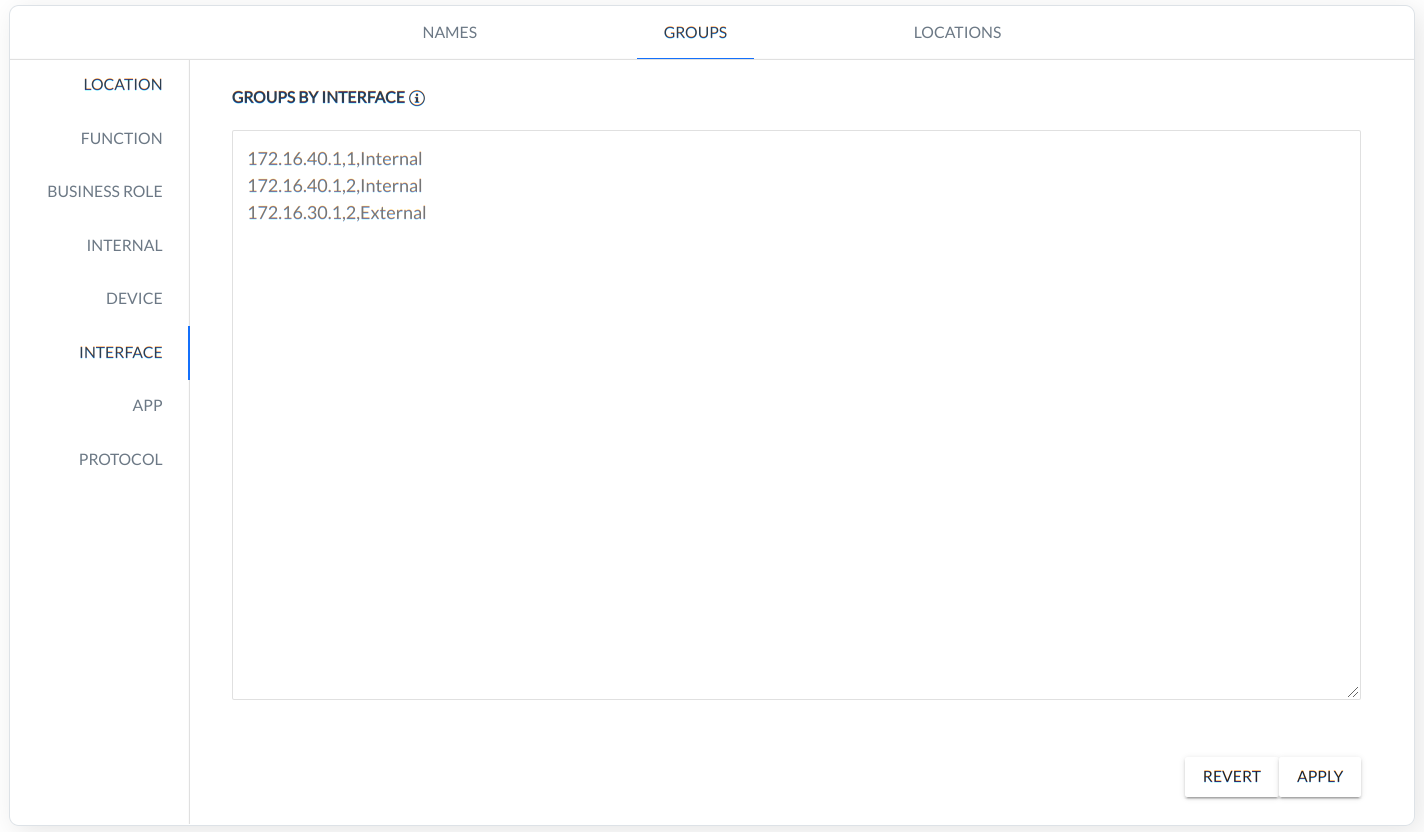 NAMES
GROUPS
LOCATIONS
LOCATION
FUNCTION
BUSINESS ROLE
INTERNAL
DEVICE
INTERFACE
APP
PROTOCOL
GROUPS BY INTERFACE
172.16.40.1,1,Internal
172.16.40.1,2,Internal
172.16.30.1,2,External
REVERT
APPLY